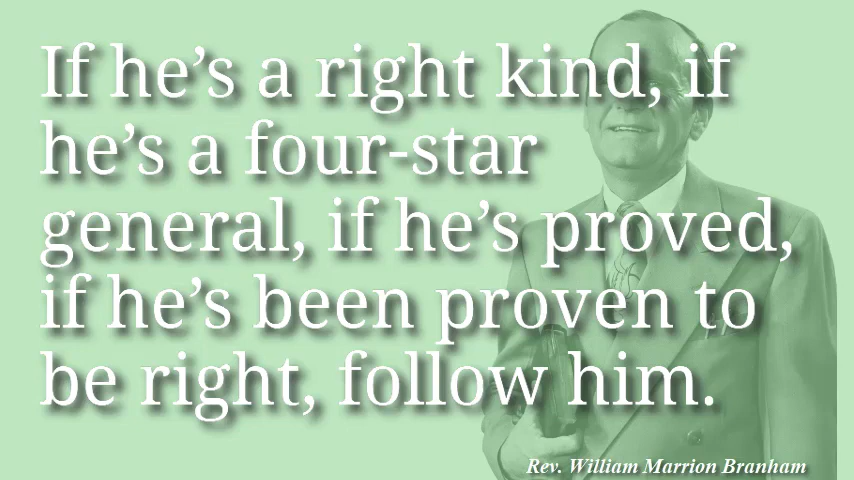 If he’s a right kind, if
he’s a four-star
general, if he’s proved,
if he’s been proven to
be right, follow him.
Rev. William Marrion Branham